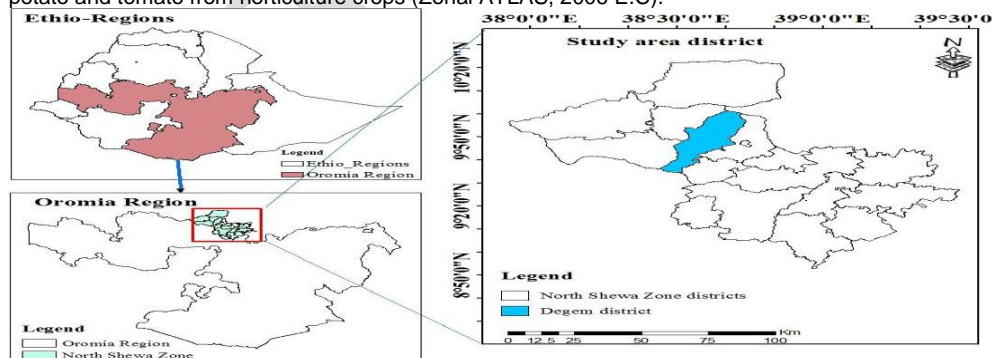 potato and tomato from horticulture crops (Zonal ATLAS, 2006 E.C).
Ethio-Regions
Legend
Ethio_Regions
Oromia Region
Oromia Region
Legend
Oromia Region
North Shewa Zone
38°0'0"E 38°30'0"E 39°0'0"E 39°30'0"E
Study area district
N
10°20'0"N
9°50'0"N
9°20'0"N
8°50'0"N
Legend
North Shewa Zone districts
Degem district
Km
0 12.5 25 50 75 100